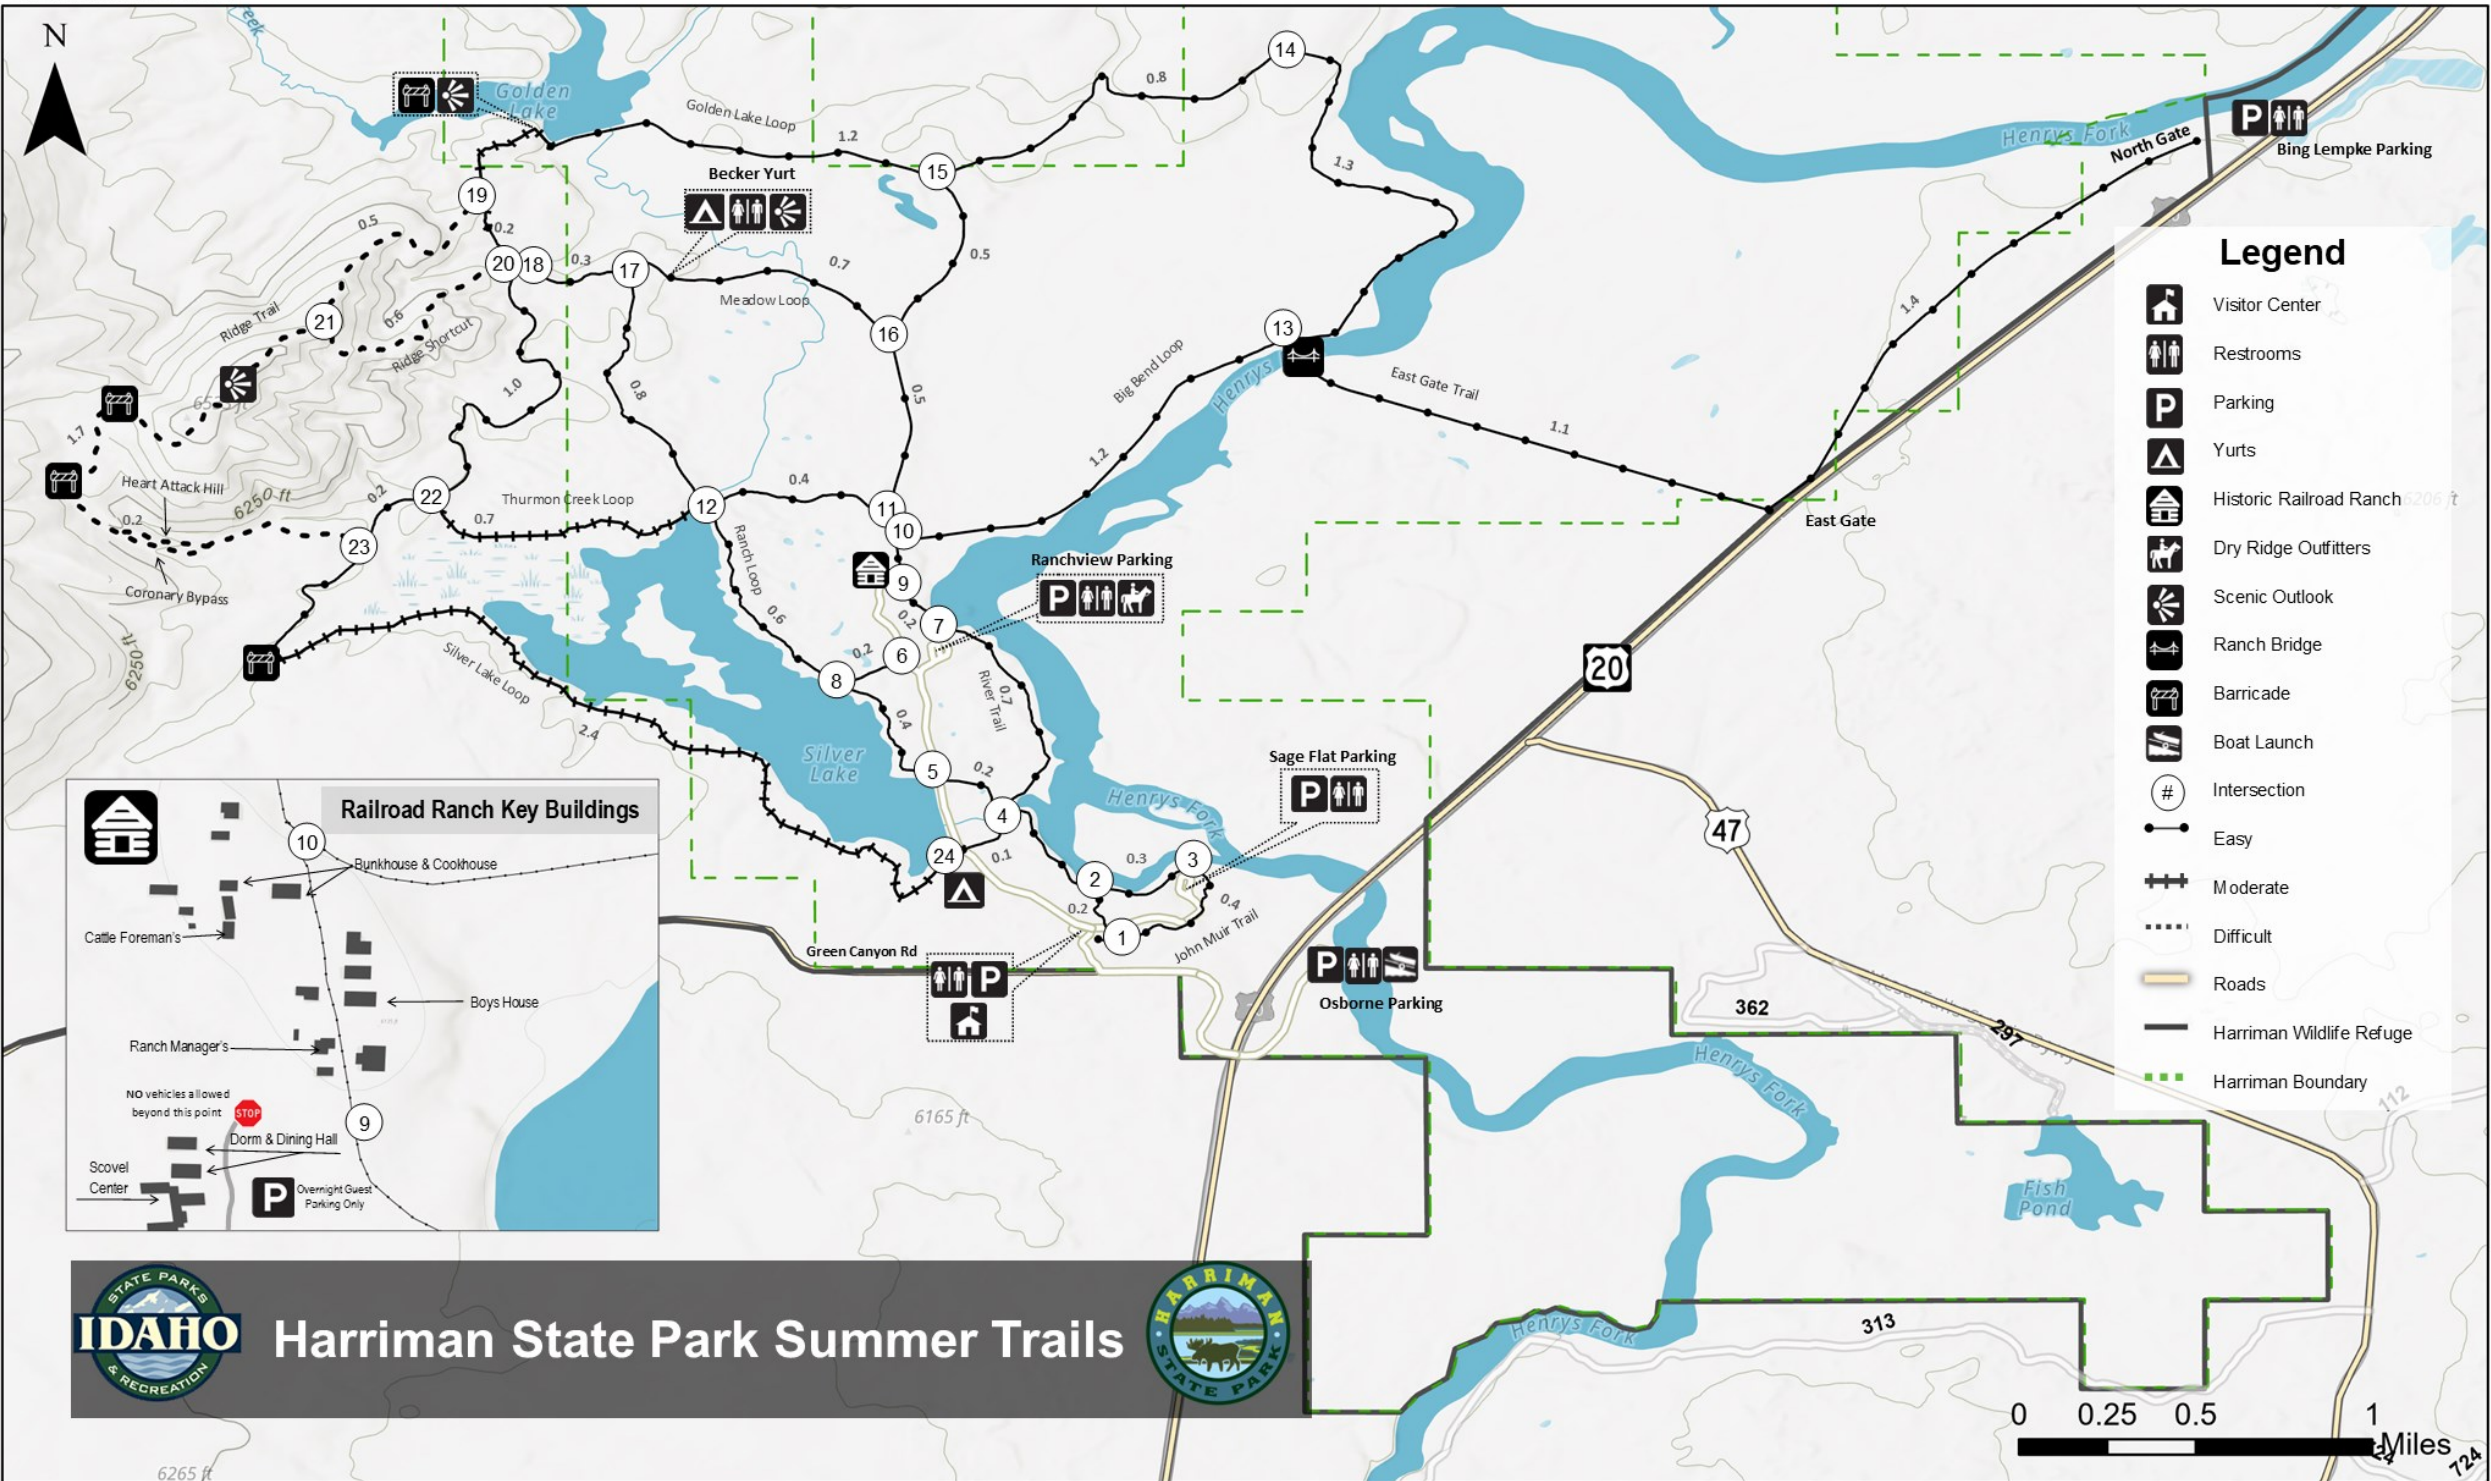 N
Creek
Golden
Lake
14
0.8
Golden Lake Loop
1.2
15
Becker Yurt
1.3
Henrys Fork
North Gate
P
Bing Lempke Parking
19
0.5
0.2
20
18
0.3
17
0.7
Meadow Loop
0.5
16
21
Ridge Trail
0.6
Ridge Shortcut
1.0
0.8
0.5
13
Big Bend Loop
Henrys
East Gate Trail
1.1
1.4
East Gate
1.2
1.7
Heart Attack Hill
6250 ft
0.2
0.2
22
Thurmon Creek Loop
0.7
12
0.4
11
10
23
Coronary Bypass
6250 ft
Ranch Loop
0.6
9
0.2
7
6
0.2
8
Ranchview Parking
P
River Trail
0.7
Silver Lake Loop
2.4
0.4
Silver
Lake
5
0.2
4
24
0.1
Henrys Fork
Sage Flat Parking
P
3
0.3
2
0.2
0.4
1
John Muir Trail
Green Canyon Rd
P
P
Osborne Parking
20
47
362
297
Henrys Fork
Fish
Pond
112
313
Henrys Fork
724
6165 ft
6265 ft
6206 ft
Legend
Visitor Center
Restrooms
P Parking
Yurts
Historic Railroad Ranch
Dry Ridge Outfitters
Scenic Outlook
Ranch Bridge
Barricade
Boat Launch
# Intersection
Easy
Moderate
Difficult
Roads
Harriman Wildlife Refuge
Harriman Boundary
Railroad Ranch Key Buildings
10
Bunkhouse & Cookhouse
Cattle Foreman's
Boys House
Ranch Manager's
NO vehicles allowed
beyond this point
STOP
9
Dorm & Dining Hall
Scovel
Center
P
Overnight Guest
Parking Only
STATE PARKS
IDAHO
& RECREATION
Harriman State Park Summer Trails
HARRIMAN
STATE PARK
0 0.25 0.5 1
Miles